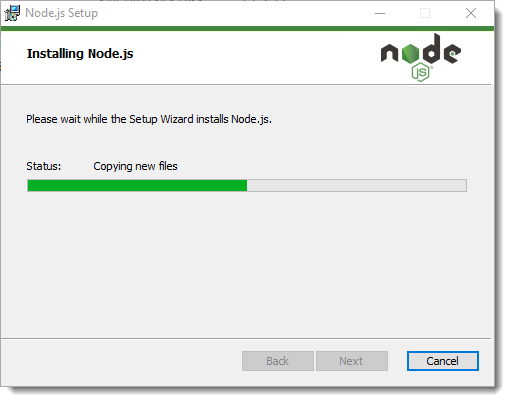 Node.js Setup
Installing Node.js
node
JS
Please wait while the Setup Wizard installs Node.js.
Status: Copying new files
Back Next Cancel